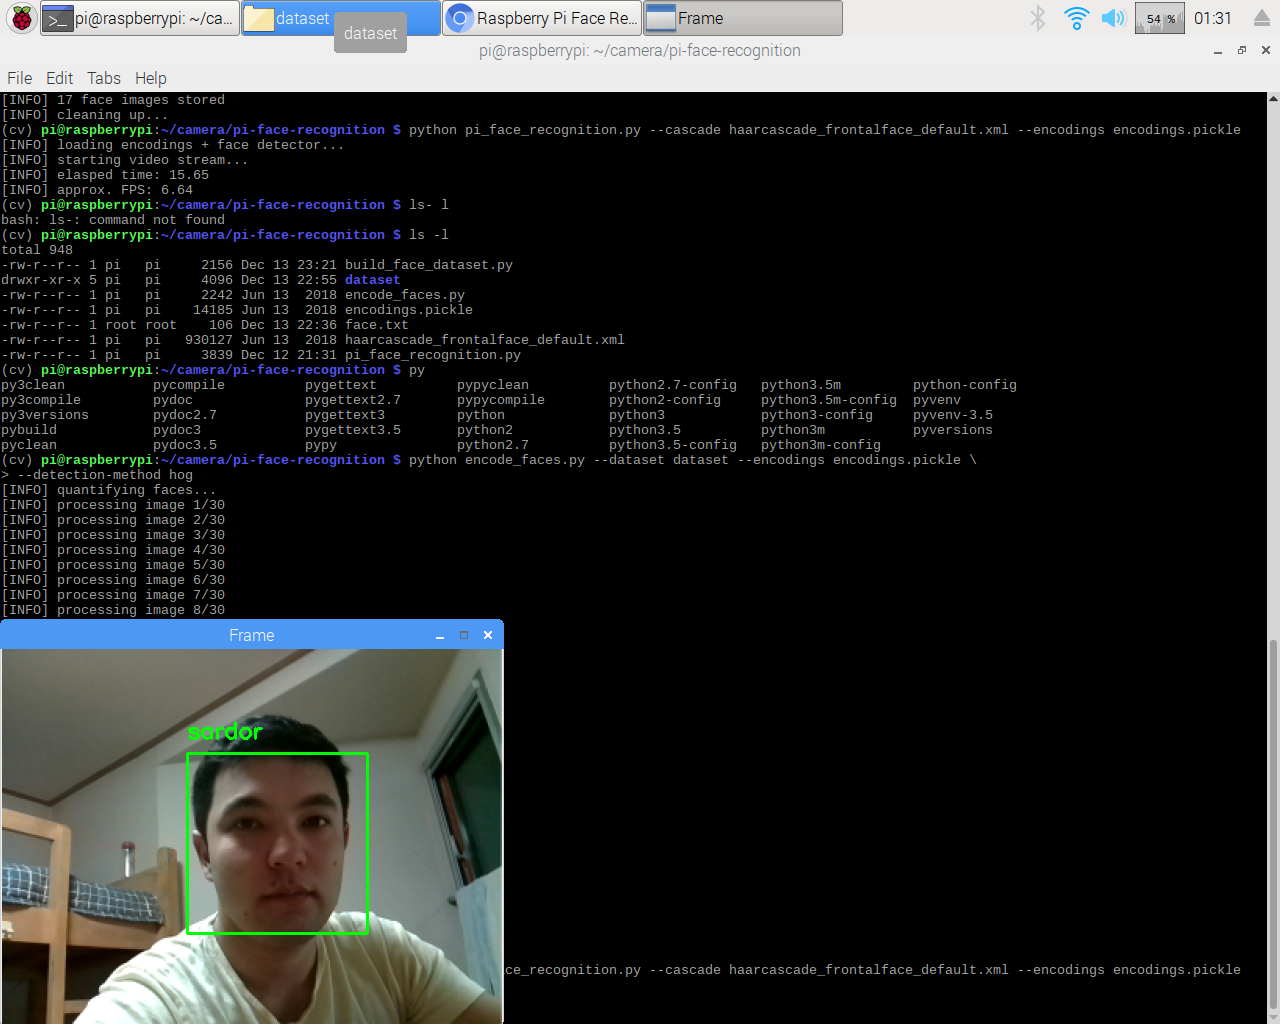 pi@raspberrypi: ~/ca...
dataset
Raspberry Pi Face Re...
Frame
54 %
01:31
dataset
pi@raspberrypi: ~/camera/pi-face-recognition
File Edit Tabs Help
[INFO] 17 face images stored
[INFO] cleaning up...
(cv) pi@raspberrypi:~/camera/pi-face-recognition $ python pi_face_recognition.py --cascade haarcascade_frontalface_default.xml --encodings encodings.pickle
[INFO] loading encodings + face detector...
[INFO] starting video stream...
[INFO] elasped time: 15.65
[INFO] approx. FPS: 6.64
(cv) pi@raspberrypi:~/camera/pi-face-recognition $ ls- l
bash: ls-: command not found
(cv) pi@raspberrypi:~/camera/pi-face-recognition $ ls -l
total 948
-rw-r--r-- 1 pi   pi     2156 Dec 13 23:21 build_face_dataset.py
drwxr-xr-x 5 pi   pi     4096 Dec 13 22:55 dataset
-rw-r--r-- 1 pi   pi     2242 Jun 13  2018 encode_faces.py
-rw-r--r-- 1 pi   pi    14185 Jun 13  2018 encodings.pickle
-rw-r--r-- 1 root root    106 Dec 13 22:36 face.txt
-rw-r--r-- 1 pi   pi   930127 Jun 13  2018 haarcascade_frontalface_default.xml
-rw-r--r-- 1 pi   pi     3839 Dec 12 21:31 pi_face_recognition.py
(cv) pi@raspberrypi:~/camera/pi-face-recognition $ py
py3clean           pycompile          pygettext          pypyclean          python2.7-config   python3.5m         python-config
py3compile         pydoc              pygettext2.7       pypycompile        python2-config     python3.5m-config  pyvenv
py3versions        pydoc2.7           pygettext3         python             python3            python3-config     pyvenv-3.5
pybuild            pydoc3             pygettext3.5       python2            python3.5          python3m           pyversions
pyclean            pydoc3.5           pypy               python2.7          python3.5-config   python3m-config
(cv) pi@raspberrypi:~/camera/pi-face-recognition $ python encode_faces.py --dataset dataset --encodings encodings.pickle \
> --detection-method hog
[INFO] quantifying faces...
[INFO] processing image 1/30
[INFO] processing image 2/30
[INFO] processing image 3/30
[INFO] processing image 4/30
[INFO] processing image 5/30
[INFO] processing image 6/30
[INFO] processing image 7/30
[INFO] processing image 8/30
Frame
sardor
ce_recognition.py --cascade haarcascade_frontalface_default.xml --encodings encodings.pickle